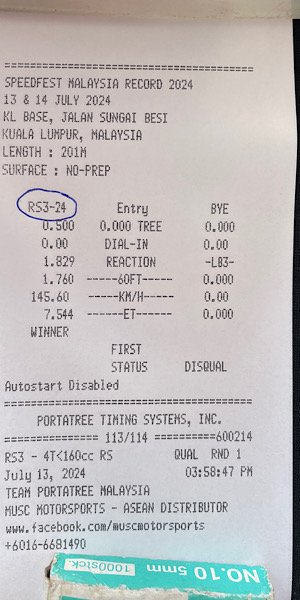 ========================================
SPEEDFEST MALAYSIA RECORD 2024
13 & 14 JULY 2024
KL BASE, JALAN SUNGAI BESI
KUALA LUMPUR, MALAYSIA
LENGTH : 201M
SURFACE : NO-PREP
RS3-24 Entry BYE
0.500 0.000 TREE 0.000
0.00 DIAL-IN 0.00
1.829 REACTION -LB3-
1.760 -----60FT----- 0.000
145.60 -----KM/H----- 0.00
7.544 ------ET------ 0.000
WINNER
FIRST
STATUS DISQUAL
Autostart Disabled
========================================
PORTATREE TIMING SYSTEMS, INC.
================ 113/114 ==========600214
RS3 - 4T<160cc RS QUAL RND 1
July 13, 2024 03:58:47 PM
TEAM PORTATREE MALAYSIA
MUSC MOTORSPORTS - ASEAN DISTRIBUTOR
www.facebook.com/muscmotorsports
+6016-6681490
NO.10 5mm 1000stck.